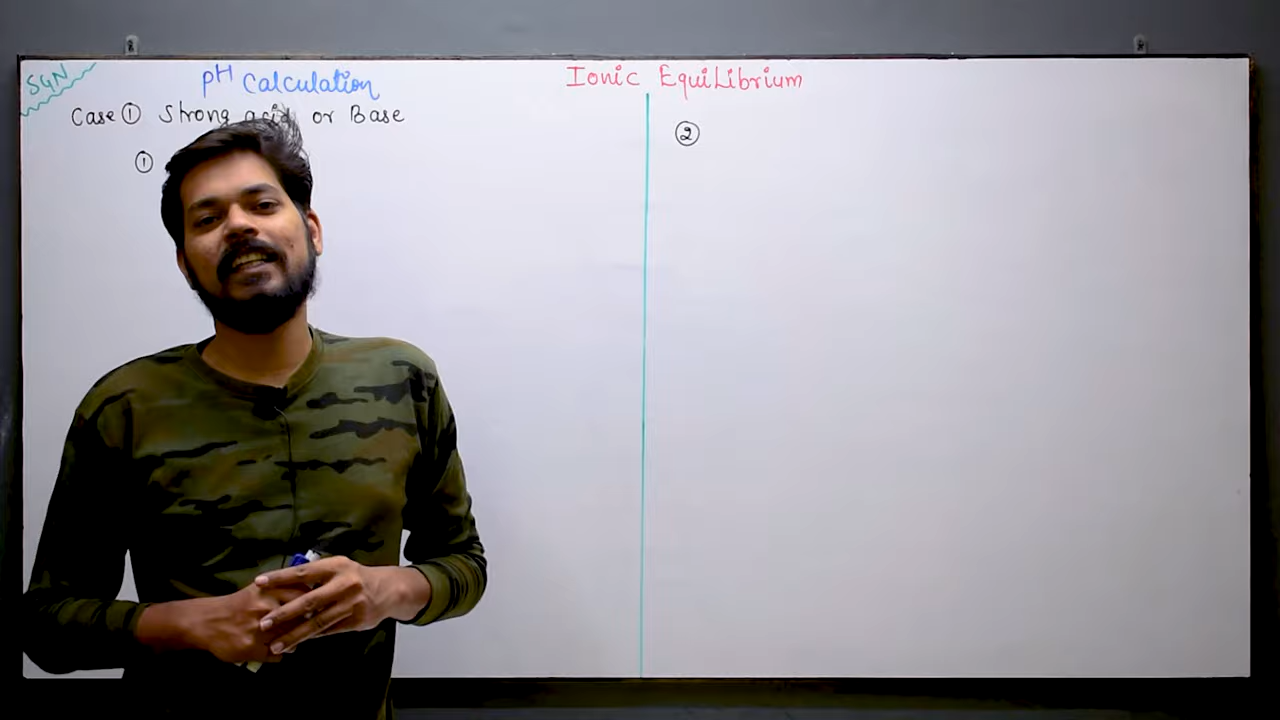 SGN
pH Calculation
Ionic EquiLibrium
Case ① Strong acid or Base
①
②